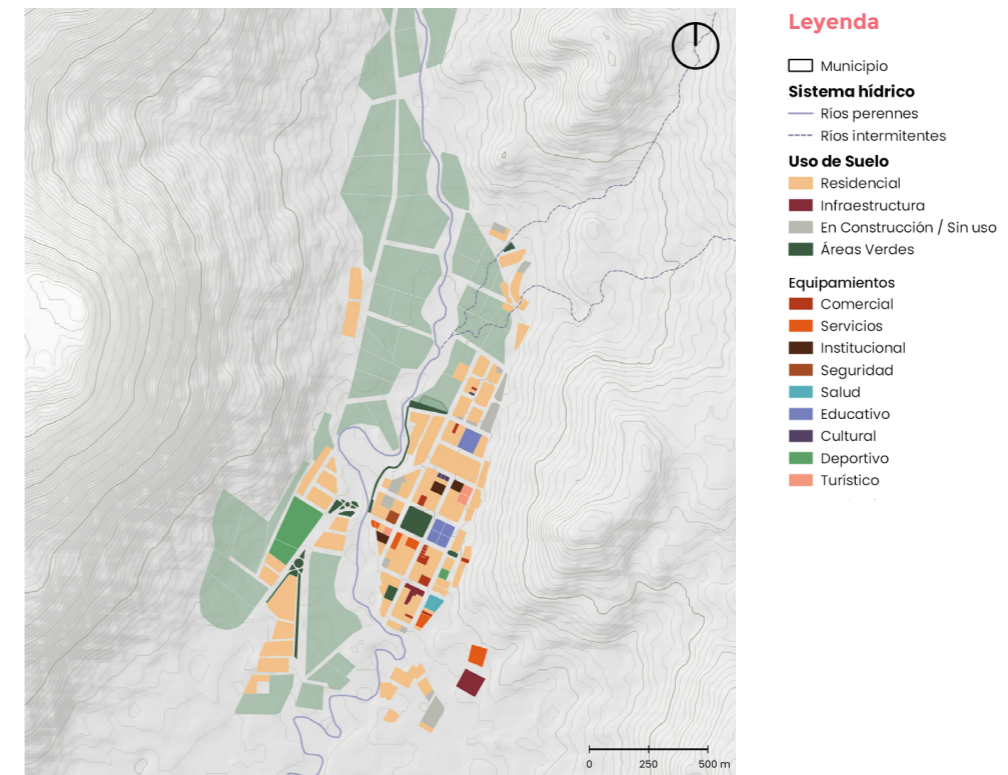 Leyenda
Municipio
Sistema hídrico
Ríos perennes
Ríos intermitentes
Uso de Suelo
Residencial
Infraestructura
En Construcción / Sin uso
Áreas Verdes
Equipamientos
Comercial
Servicios
Institucional
Seguridad
Salud
Educativo
Cultural
Deportivo
Turístico
0 250 500 m